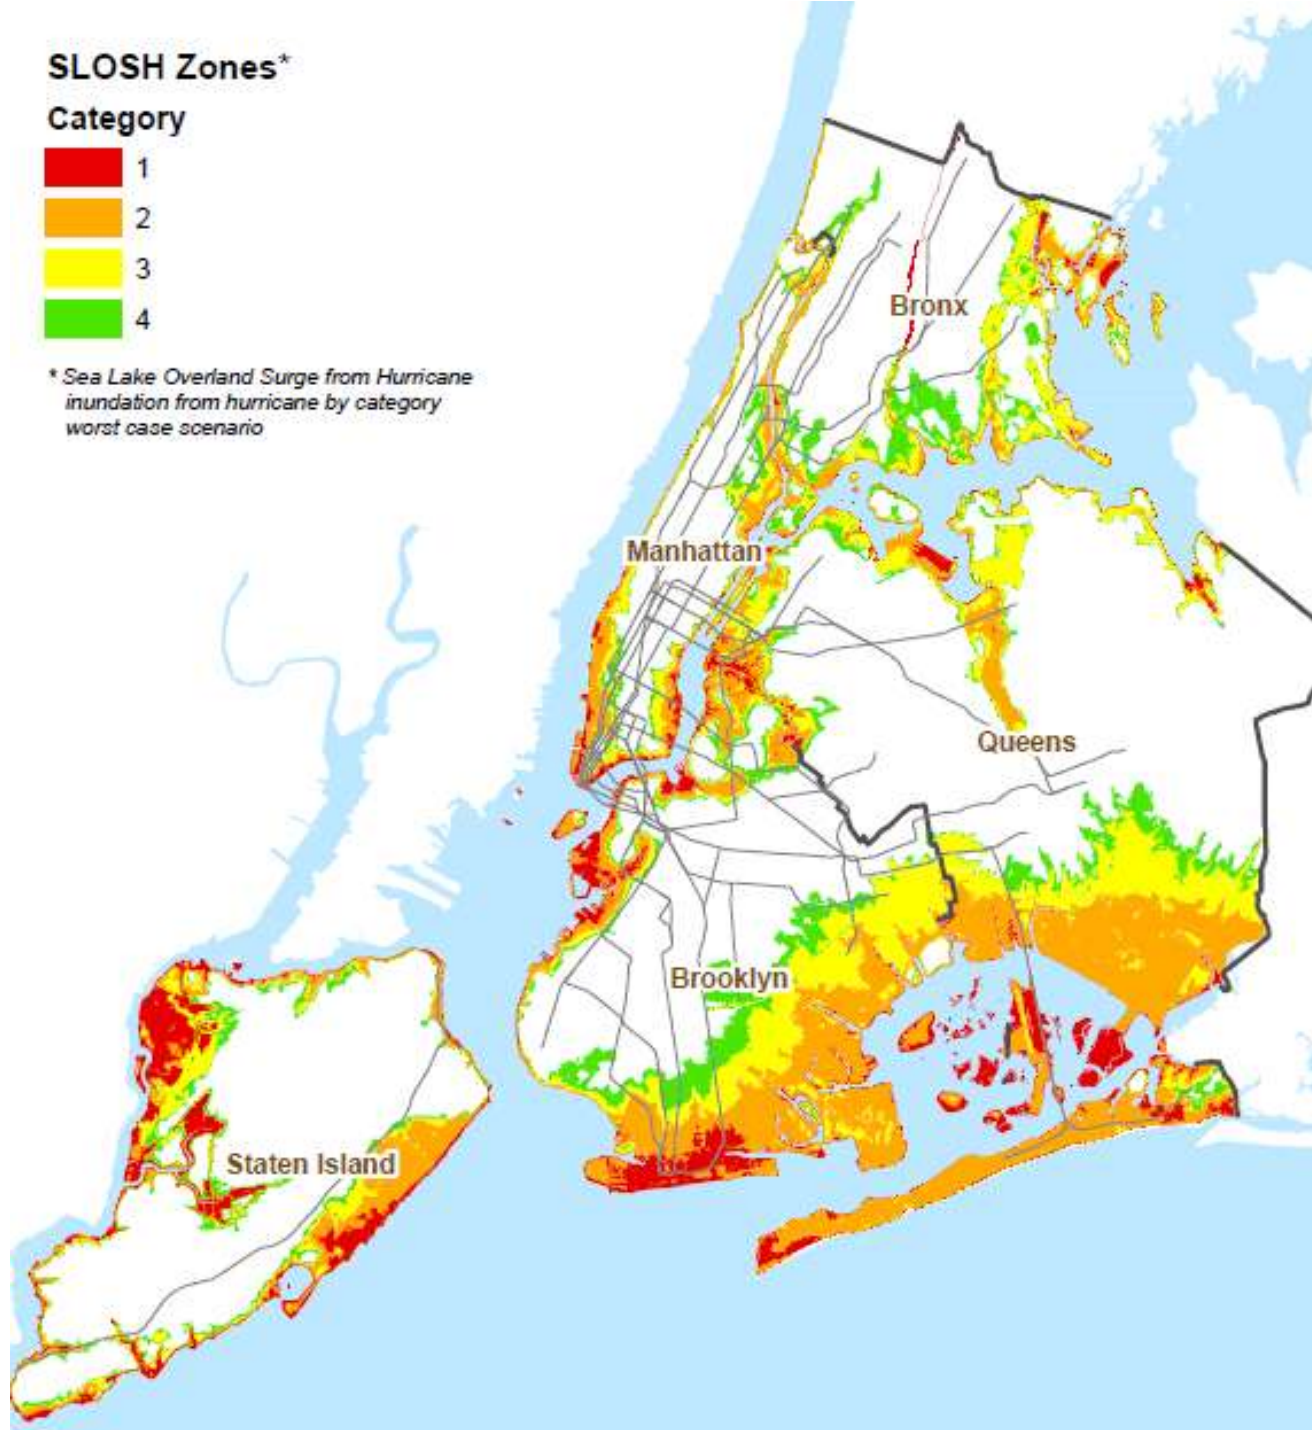 SLOSH Zones*
Category
1
2
3
4
* Sea Lake Overland Surge from Hurricane
inundation from hurricane by category
worst case scenario
Bronx
Manhattan
Queens
Brooklyn
Staten Island